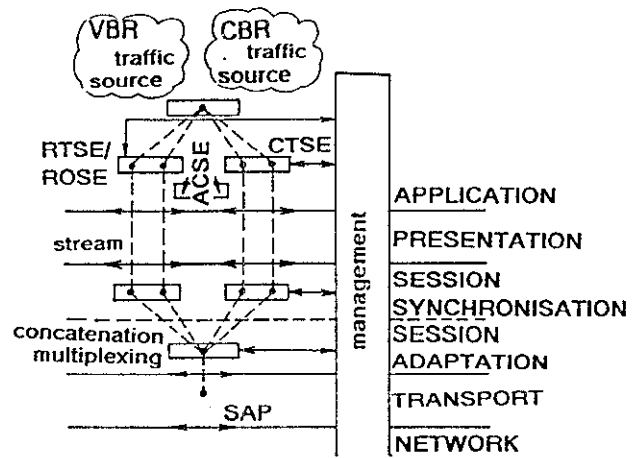 VBR
traffic
source
CBR
traffic
source
RTSE/
ROSE
ACSE
CTSE
management
APPLICATION
stream
PRESENTATION
SESSION
SYNCHRONISATION
concatenation
multiplexing
SESSION
ADAPTATION
TRANSPORT
SAP
NETWORK